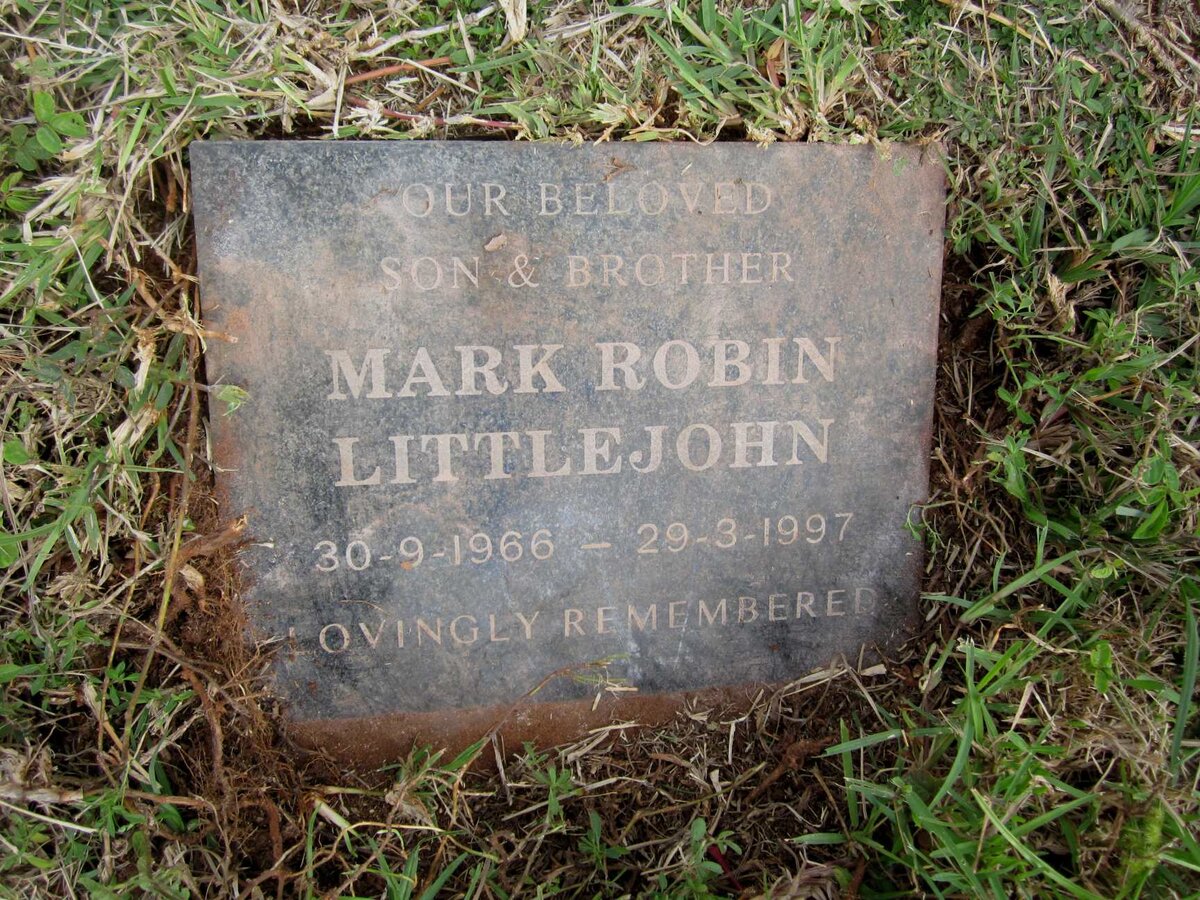 OUR BELOVED
SON & BROTHER
MARK ROBIN
LITTLEJOHN
30-9-1966 – 29-3-1997
LOVINGLY REMEMBERED